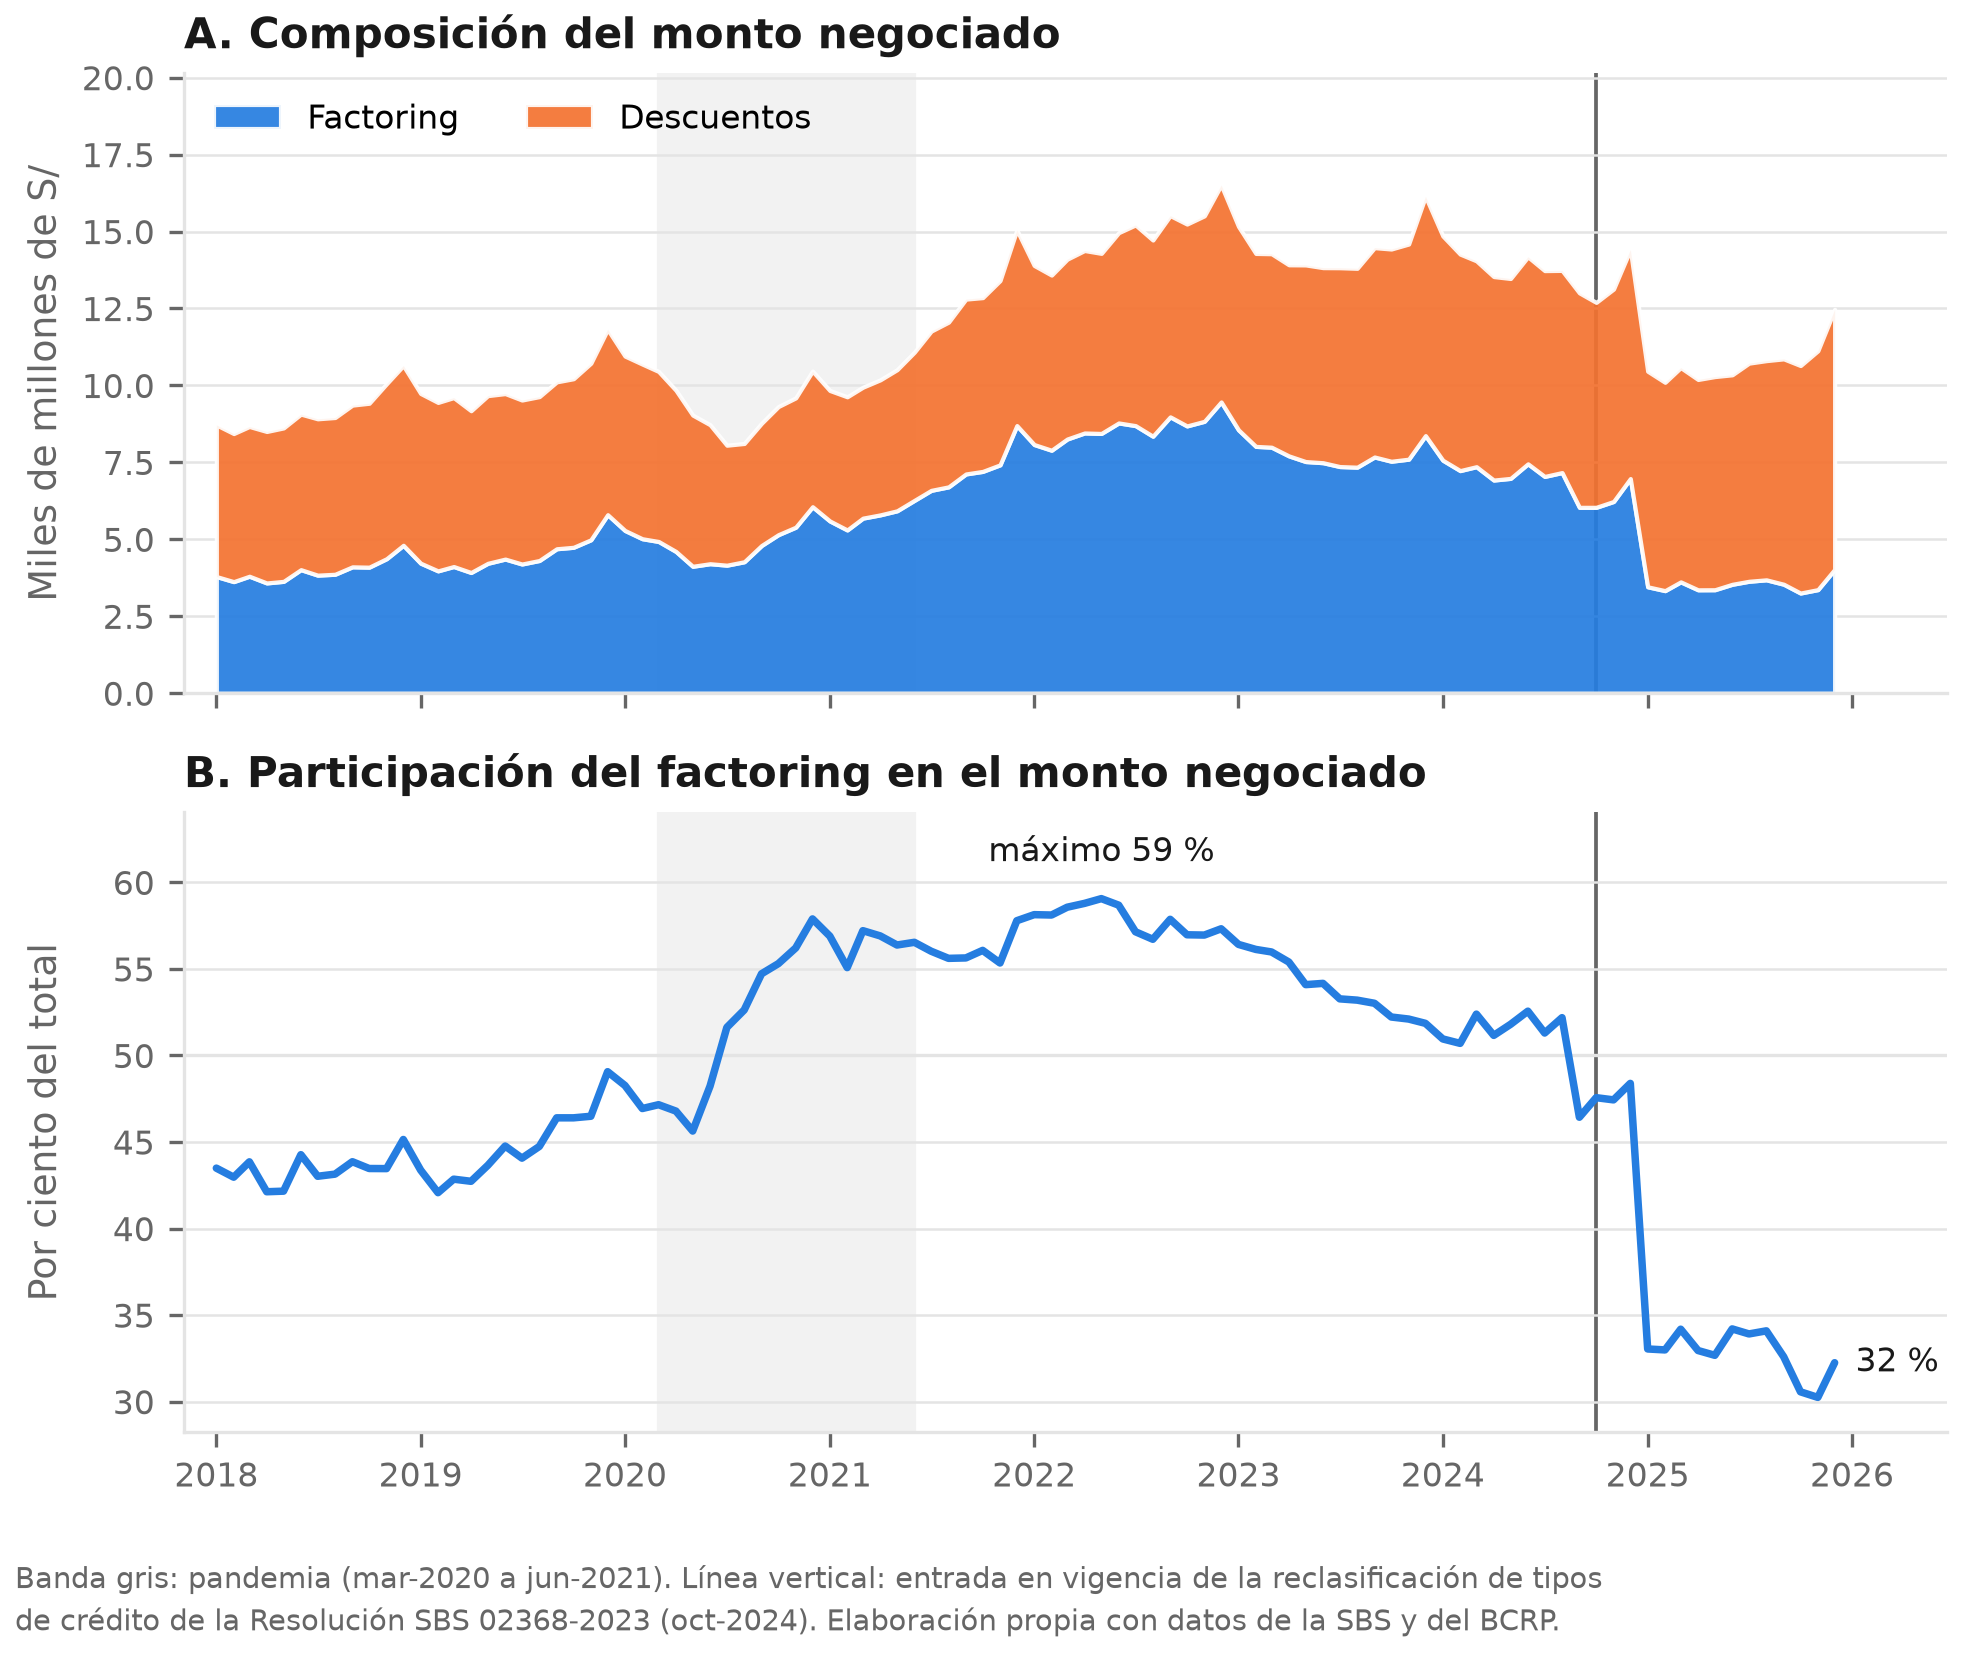 A. Composición del monto negociado
20.0
17.5
15.0
12.5
10.0
7.5
5.0
2.5
0.0
Miles de millones de S/
Factoring
Descuentos
B. Participación del factoring en el monto negociado
60
55
50
45
40
35
30
Por ciento del total
máximo 59 %
32 %
2018 2019 2020 2021 2022 2023 2024 2025 2026
Banda gris: pandemia (mar-2020 a jun-2021). Línea vertical: entrada en vigencia de la reclasificación de tipos
de crédito de la Resolución SBS 02368-2023 (oct-2024). Elaboración propia con datos de la SBS y del BCRP.